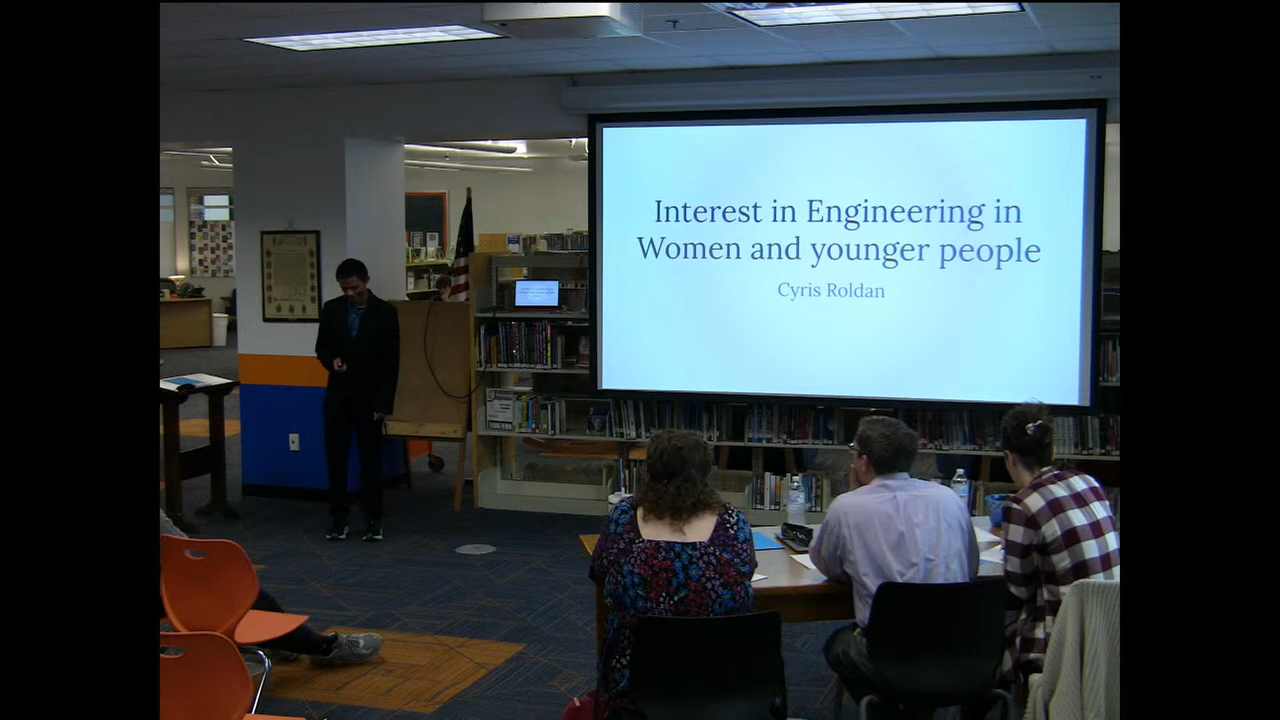 Interest in Engineering in
Women and younger people
Cyris Roldan